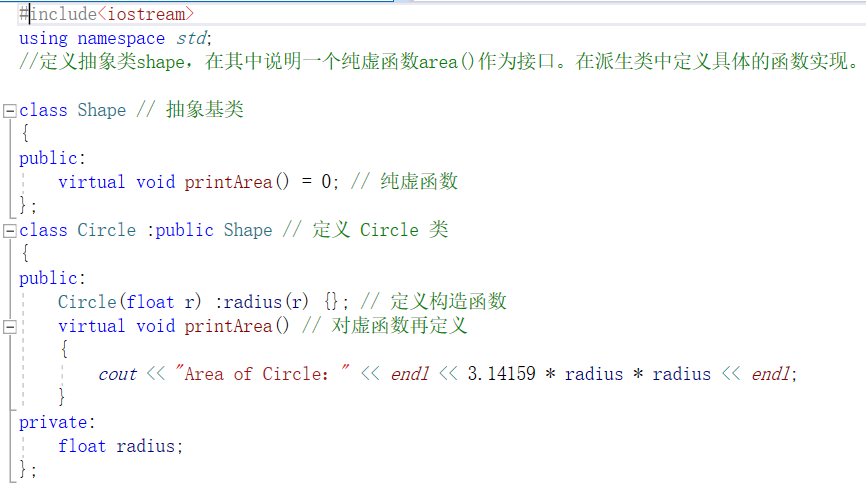 #include<iostream>
using namespace std;
//定义抽象类shape，在其中说明一个纯虚函数area()作为接口。在派生类中定义具体的函数实现。
class Shape // 抽象基类
{
public:
virtual void printArea() = 0; // 纯虚函数
};
class Circle :public Shape // 定义 Circle 类
{
public:
Circle(float r) :radius(r) {}; // 定义构造函数
virtual void printArea() // 对虚函数再定义
{
cout << "Area of Circle：" << endl << 3.14159 * radius * radius << endl;
}
private:
float radius;
};